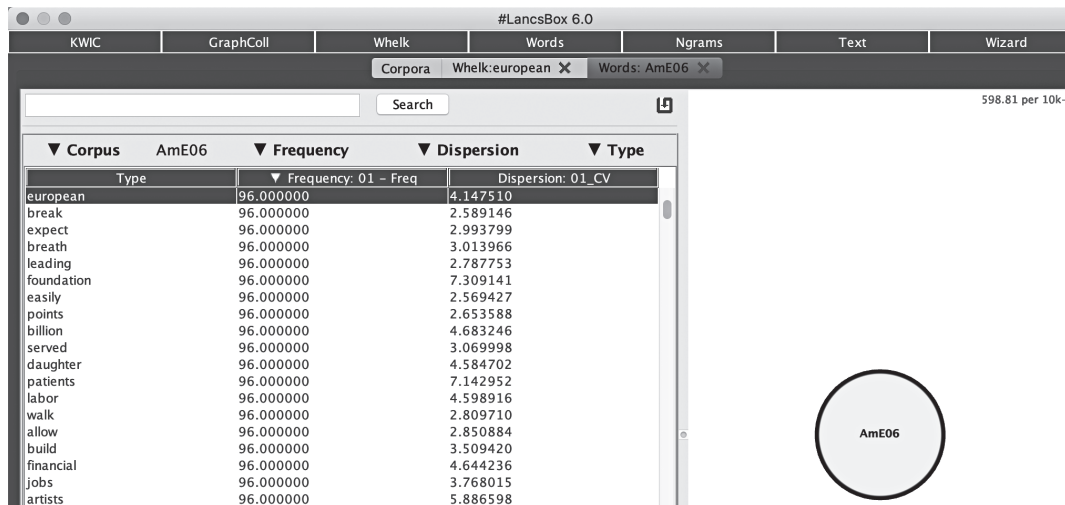 #LancsBox 6.0
KWIC GraphColl Whelk Words Ngrams Text Wizard
Corpora Whelk:european Words: AmE06
Search
598.81 per 10k-
▼ Corpus AmE06 ▼ Frequency ▼ Dispersion ▼ Type
Type ▼ Frequency: 01 - Freq Dispersion: 01_CV
european 96.000000 4.147510
break 96.000000 2.589146
expect 96.000000 2.993799
breath 96.000000 3.013966
leading 96.000000 2.787753
foundation 96.000000 7.309141
easily 96.000000 2.569427
points 96.000000 2.653588
billion 96.000000 4.683246
served 96.000000 3.069998
daughter 96.000000 4.584702
patients 96.000000 7.142952
labor 96.000000 4.598916
walk 96.000000 2.809710
allow 96.000000 2.850884
build 96.000000 3.509420
financial 96.000000 4.644236
jobs 96.000000 3.768015
artists 96.000000 5.886598
AmE06